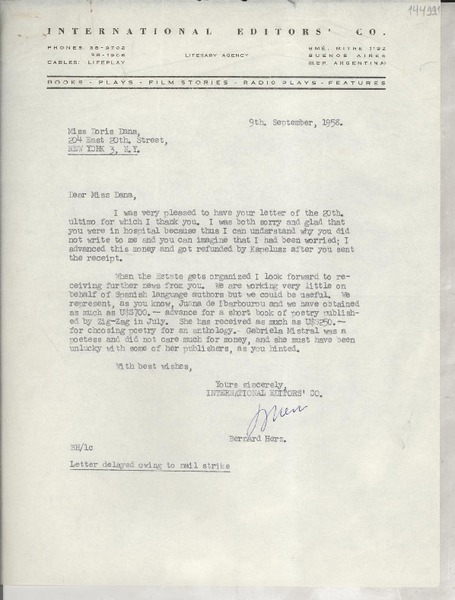 144991
INTERNATIONAL EDITORS' CO.
PHONES 38-9702
CABLES: LIFEPLAY
LITERARY AGENCY
BMÉ. MITRE 1192
BUENOS AIRES
(REP. ARGENTINA)
BOOKS - PLAYS - FILM STORIES - RADIO PLAYS - FEATURES
9th. September, 1958.
Miss Doris Dana,
204 East 20th. Street,
NEW YORK 3, N.Y.
Dear Miss Dana,
I was very pleased to have your letter of the 20th.
ultimo for which I thank you. I was both sorry and glad that
you were in hospital because thus I can understand why you did
not write to me and you can imagine that I had been worried; I
advanced this money and got refunded by Kapelusz after you sent
the receipt.
When the Estate gets organized I look forward to re-
ceiving further news from you. We are working very little on
behalf of Spanish language authors but we could be useful. We
represent, as you know, Juana de Ibarbourou and we have obtained
as much as U$S700.-- advance for a short book of poetry publish-
ed by Zig-Zag in July. She has received as much as U$S250.--
for choosing poetry for an anthology. Gabriela Mistral was a
poetess and did not care much for money, and she must have been
unlucky with some of her publishers, as you hinted.
With best wishes,
Yours sincerely,
INTERNATIONAL EDITORS' CO.
Bernard Herz.
BH/lc
Letter delayed owing to mail strike